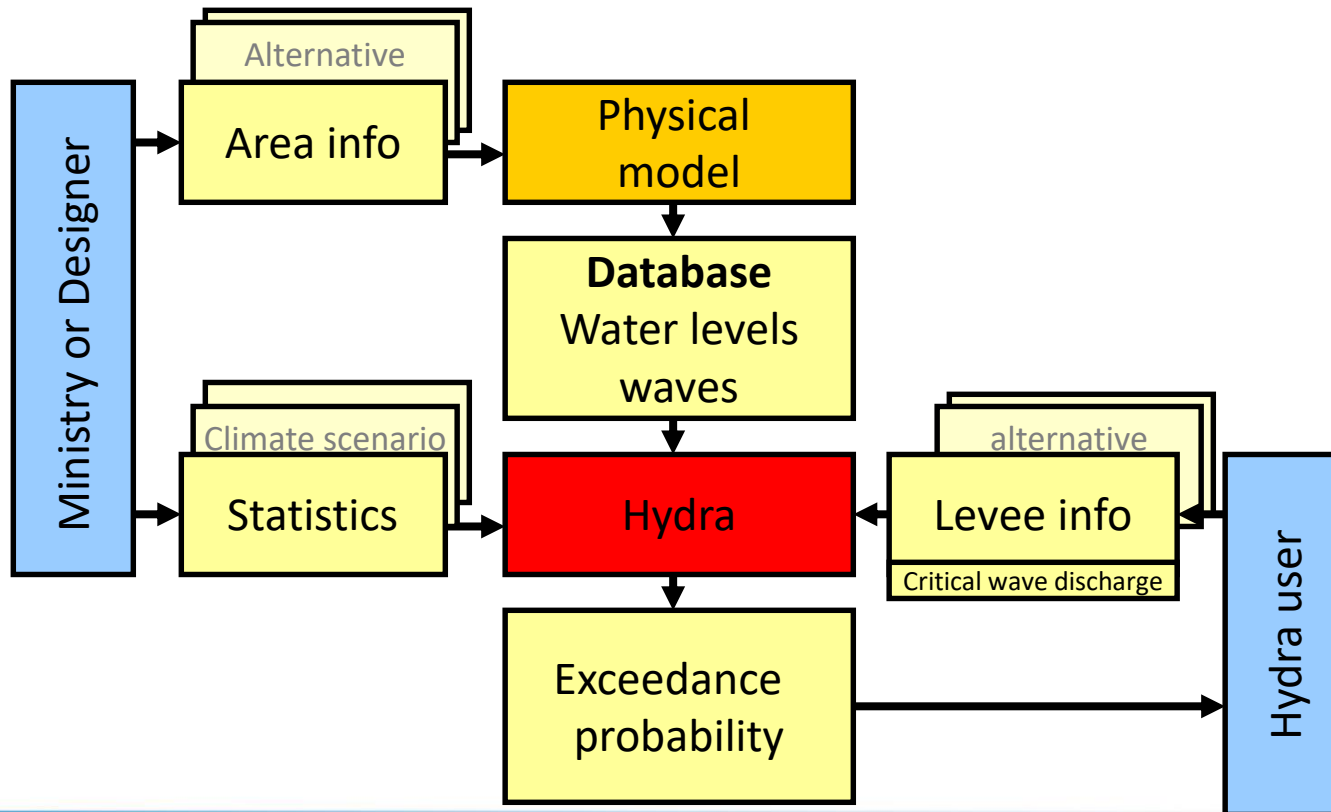 Ministry or Designer
Alternative
Area info
Physical
model
Database
Water levels
waves
Climate scenario
Statistics
Hydra
alternative
Levee info
Critical wave discharge
Exceedance
probability
Hydra user